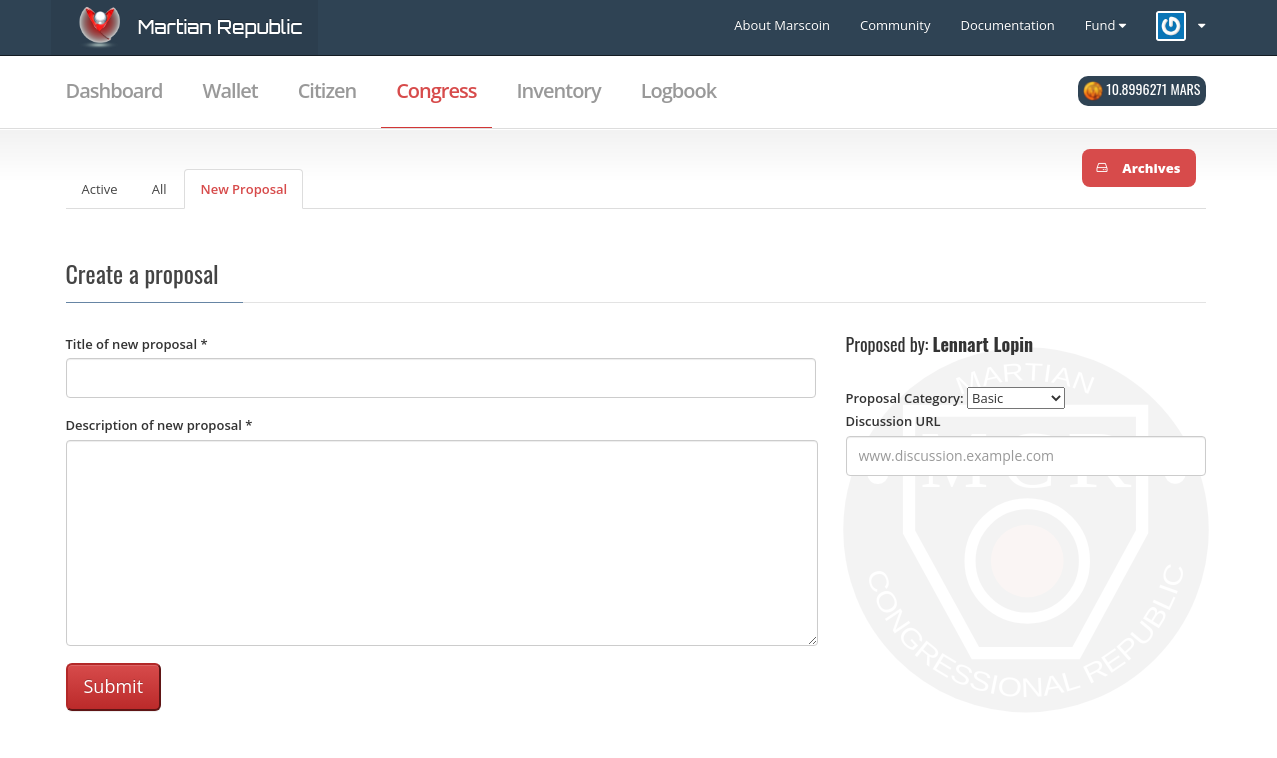 Martian Republic
About Marscoin Community Documentation Fund
Dashboard Wallet Citizen Congress Inventory Logbook
10.8996271 MARS
Archives
Active All New Proposal
Create a proposal
Title of new proposal *
Description of new proposal *
Submit
Proposed by: Lennart Lopin
Proposal Category: Basic
Discussion URL
www.discussion.example.com
MARTIAN
MCR
CONGRESSIONAL REPUBLIC